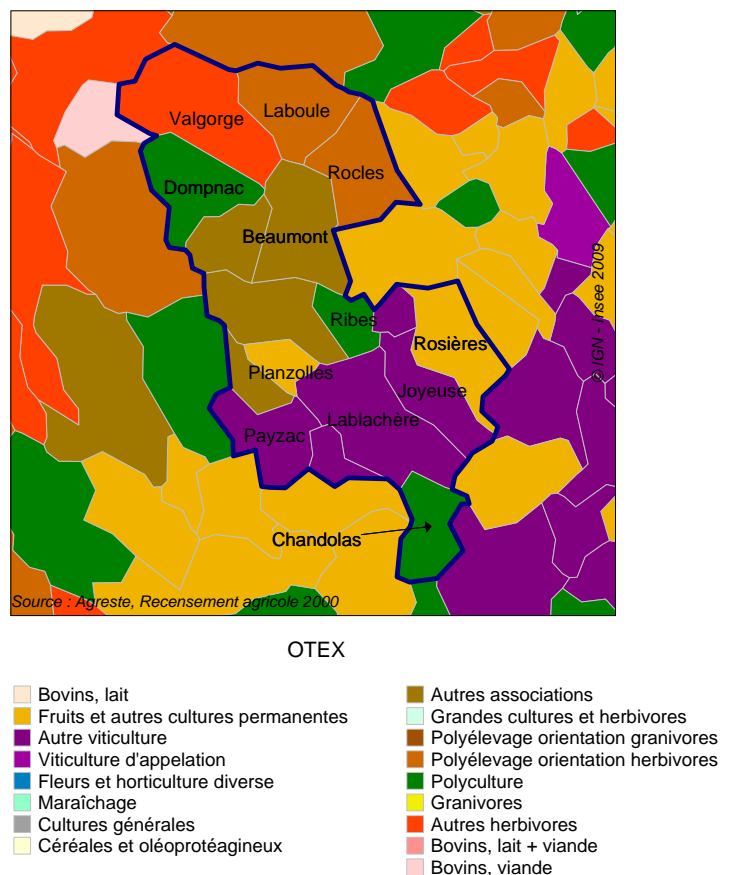 Valgorge
Laboule
Rocles
Dompnac
Beaumont
© IGN - Insee 2009
Ribes
Rosières
Planzolles
Joyeuse
Lablachère
Payzac
Chandolas
Source : Agreste, Recensement agricole 2000
OTEX
Bovins, lait
Fruits et autres cultures permanentes
Autre viticulture
Viticulture d'appelation
Fleurs et horticulture diverse
Maraîchage
Cultures générales
Céréales et oléoprotéagineux
Autres associations
Grandes cultures et herbivores
Polyélevage orientation granivores
Polyélevage orientation herbivores
Polyculture
Granivores
Autres herbivores
Bovins, lait + viande
Bovins, viande